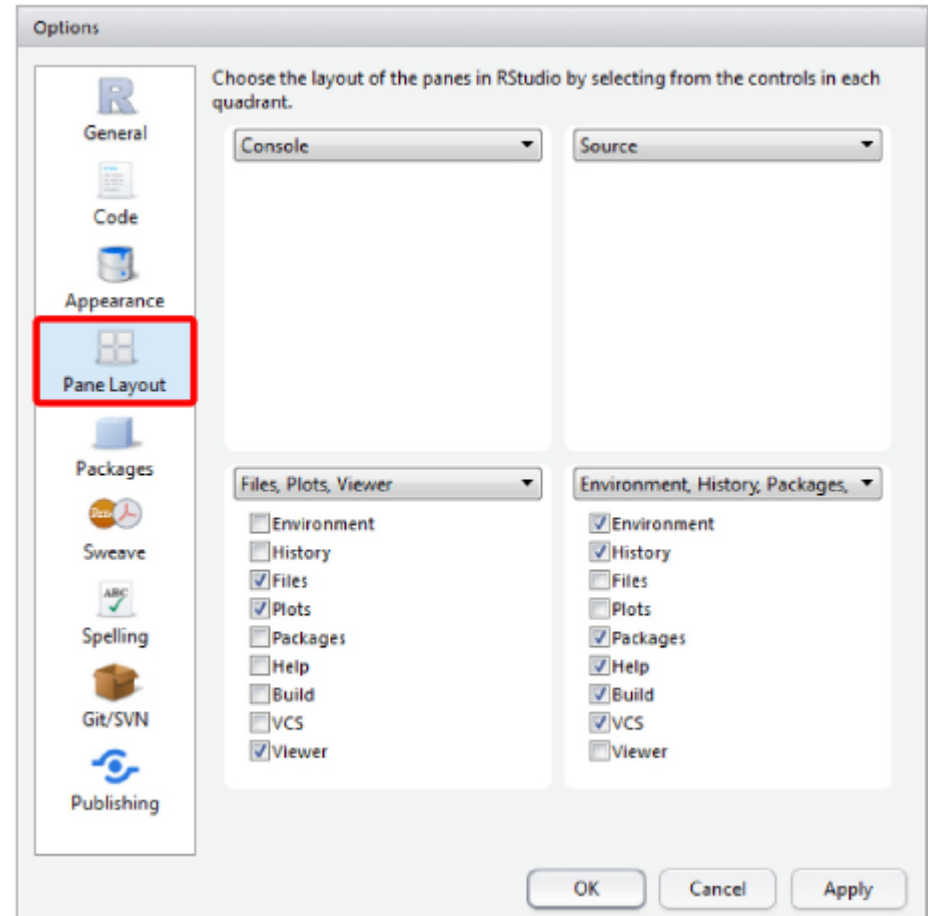 Options
General
Code
Appearance
Pane Layout
Packages
Sweave
ABC
Spelling
Git/SVN
Publishing
Choose the layout of the panes in RStudio by selecting from the controls in each
quadrant.
Console
Source
Files, Plots, Viewer
Environment
History
Files
Plots
Packages
Help
Build
VCS
Viewer
Environment, History, Packages,
Environment
History
Files
Plots
Packages
Help
Build
VCS
Viewer
OK
Cancel
Apply